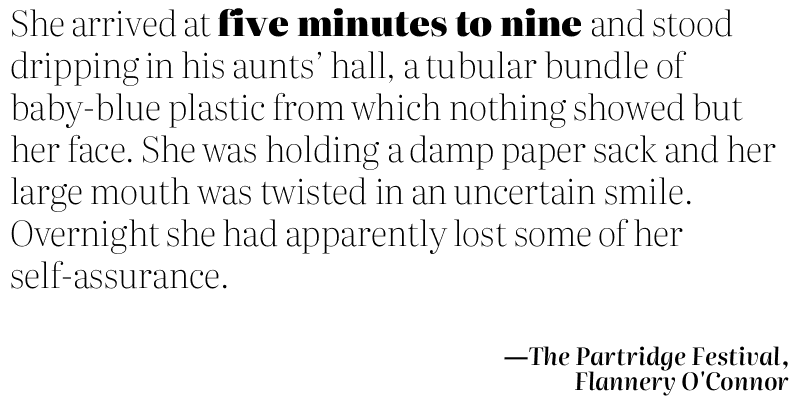 She arrived at five minutes to nine and stood
dripping in his aunts’ hall, a tubular bundle of
baby-blue plastic from which nothing showed but
her face. She was holding a damp paper sack and her
large mouth was twisted in an uncertain smile.
Overnight she had apparently lost some of her
self-assurance.
—The Partridge Festival,
Flannery O'Connor